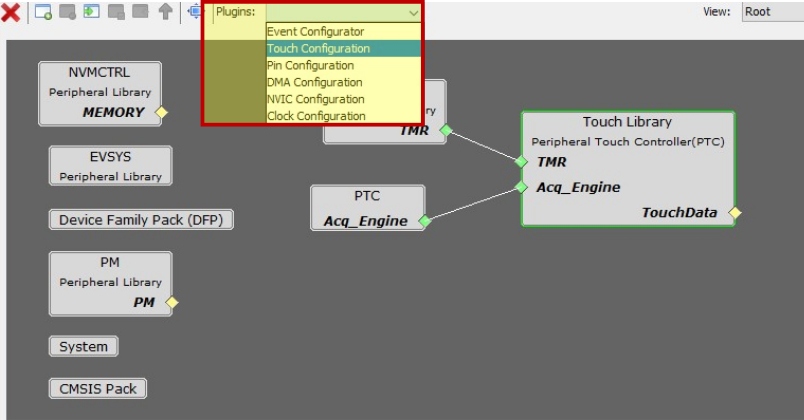 Plugins:
View: Root
Event Configurator
Touch Configuration
Pin Configuration
DMA Configuration
NVIC Configuration
Clock Configuration
NVMCTRL
Peripheral Library
MEMORY
ry
TMR
EVSYS
Peripheral Library
Device Family Pack (DFP)
PTC
Acq_Engine
Touch Library
Peripheral Touch Controller(PTC)
TMR
Acq_Engine
TouchData
PM
Peripheral Library
PM
System
CMSIS Pack